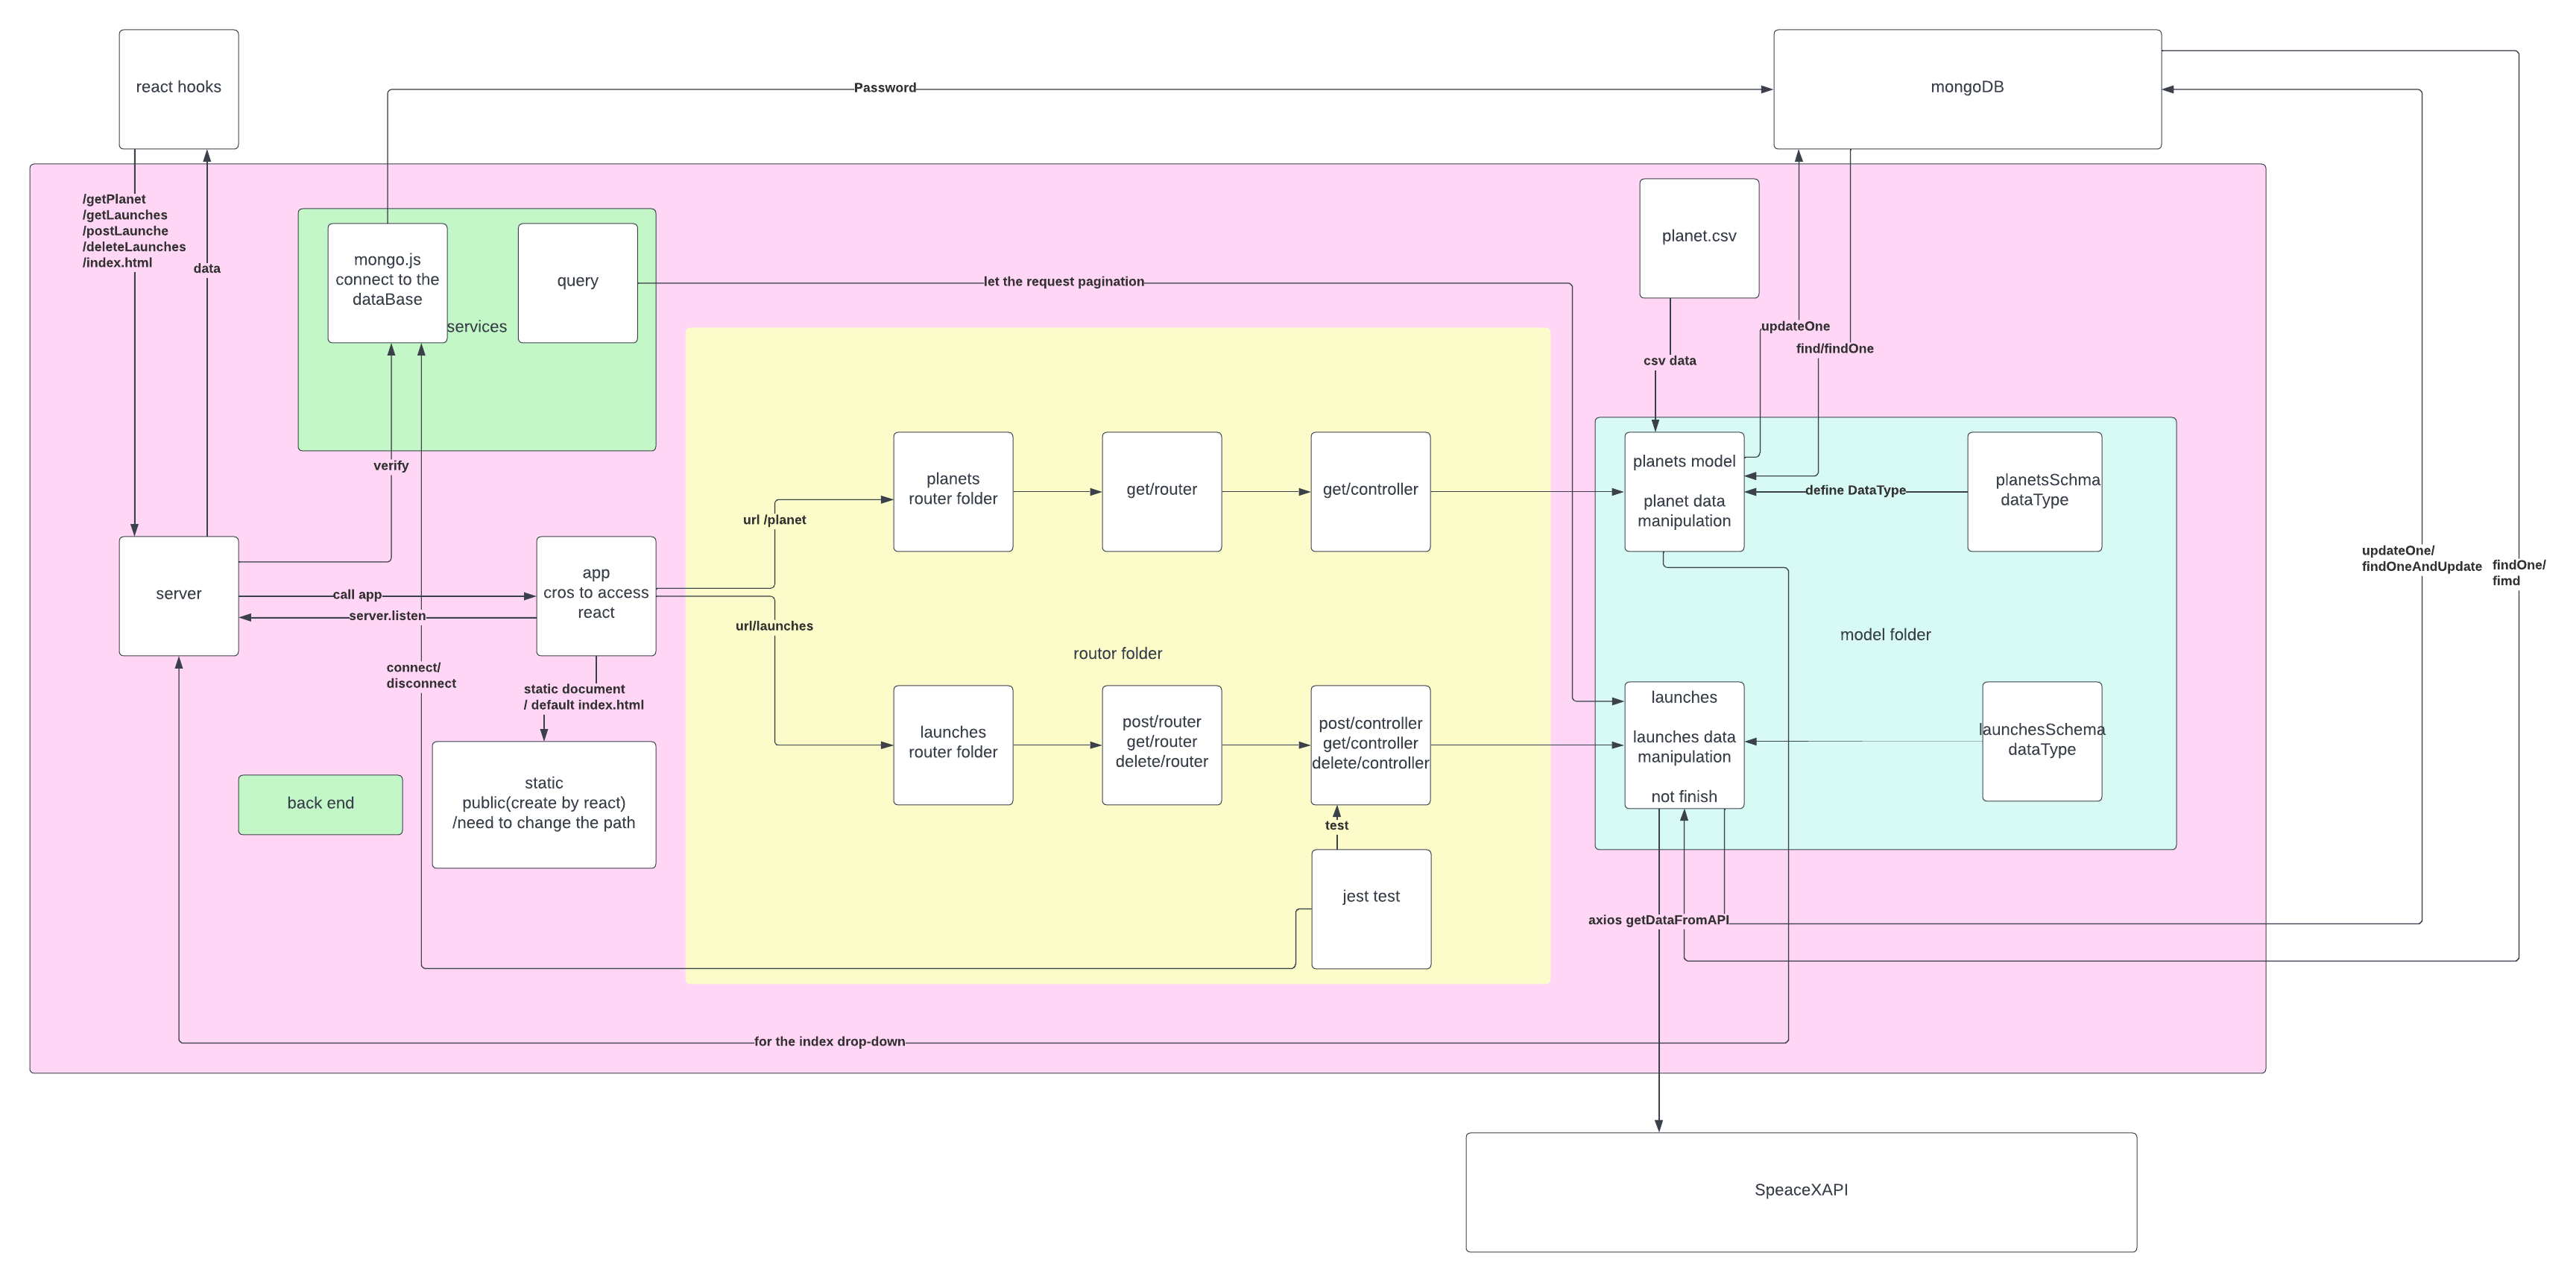 react hooks
Password
mongoDB
/getPlanet
/getLaunches
/postLaunche
/deleteLaunches
/index.html
data
mongo.js
connect to the
dataBase
query
services
let the request pagination
planet.csv
csv data
updateOne
find/findOne
verify
planets
router folder
get/router
get/controller
planets model
planet data
manipulation
define DataType
planetsSchma
dataType
url /planet
server
call app
server.listen
app
cros to access
react
url/launches
routor folder
model folder
updateOne/
findOneAndUpdate
findOne/
fimd
connect/
disconnect
static document
/ default index.html
launches
router folder
post/router
get/router
delete/router
post/controller
get/controller
delete/controller
launches
launches data
manipulation
not finish
launchesSchema
dataType
back end
static
public(create by react)
/need to change the path
test
jest test
axios getDataFromAPI
for the index drop-down
SpeaceXAPI